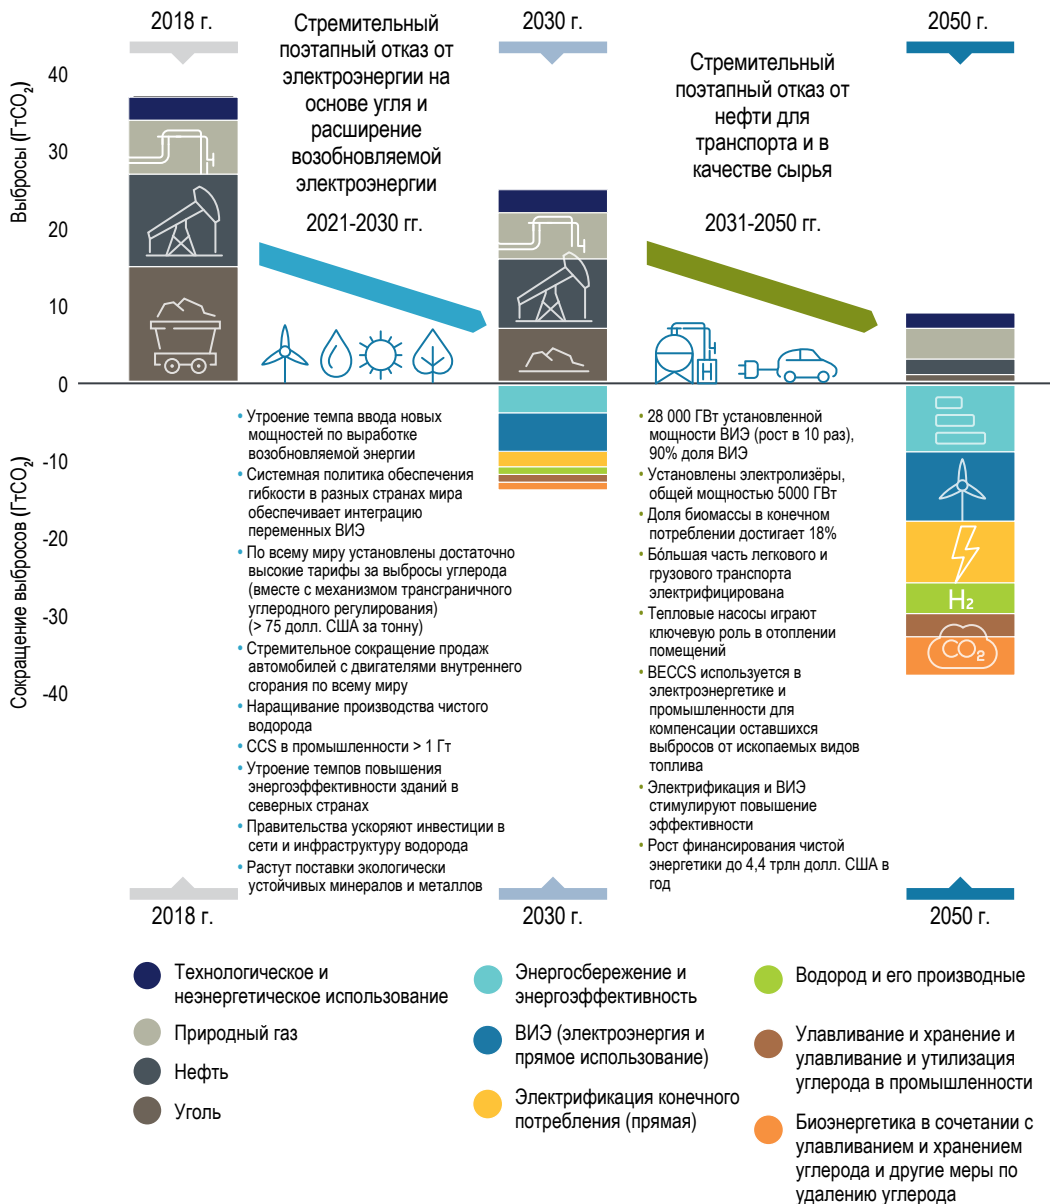 2018 г.
2030 г.
2050 г.
Стремительный
поэтапный отказ от
электроэнергии на
основе угля и
расширение
возобновляемой
электроэнергии
2021-2030 гг.
Стремительный
поэтапный отказ от
нефти для
транспорта и в
качестве сырья
2031-2050 гг.
Выбросы (ГтCO2)
40
30
20
10
0
-10
-20
-30
-40
Сокращение выбросов (ГтCO2)
H
• Утроение темпа ввода новых
мощностей по выработке
возобновляемой энергии
• Системная политика обеспечения
гибкости в разных странах мира
обеспечивает интеграцию
переменных ВИЭ
• По всему миру установлены достаточно
высокие тарифы за выбросы углерода
(вместе с механизмом трансграничного
углеродного регулирования)
(> 75 долл. США за тонну)
• Стремительное сокращение продаж
автомобилей с двигателями внутреннего
сгорания по всему миру
• Наращивание производства чистого
водорода
• CCS в промышленности > 1 Гт
• Утроение темпов повышения
энергоэффективности зданий в
северных странах
• Правительства ускоряют инвестиции в
сети и инфраструктуру водорода
• Растут поставки экологически
устойчивых минералов и металлов
• 28 000 ГВт установленной
мощности ВИЭ (рост в 10 раз),
90% доля ВИЭ
• Установлены электролизёры,
общей мощностью 5000 ГВт
• Доля биомассы в конечном
потреблении достигает 18%
• Бóльшая часть легкового и
грузового транспорта
электрифицирована
• Тепловые насосы играют
ключевую роль в отоплении
помещений
• BECCS используется в
электроэнергетике и
промышленности для
компенсации оставшихся
выбросов от ископаемых видов
топлива
• Электрификация и ВИЭ
стимулируют повышение
эффективности
• Рост финансирования чистой
энергетики до 4,4 трлн долл. США в
год
H2
CO2
2018 г.
2030 г.
2050 г.
Технологическое и
неэнергетическое использование
Природный газ
Нефть
Уголь
Энергосбережение и
энергоэффективность
ВИЭ (электроэнергия и
прямое использование)
Электрификация конечного
потребления (прямая)
Водород и его производные
Улавливание и хранение и
улавливание и утилизация
углерода в промышленности
Биоэнергетика в сочетании с
улавливанием и хранением
углерода и другие меры по
удалению углерода